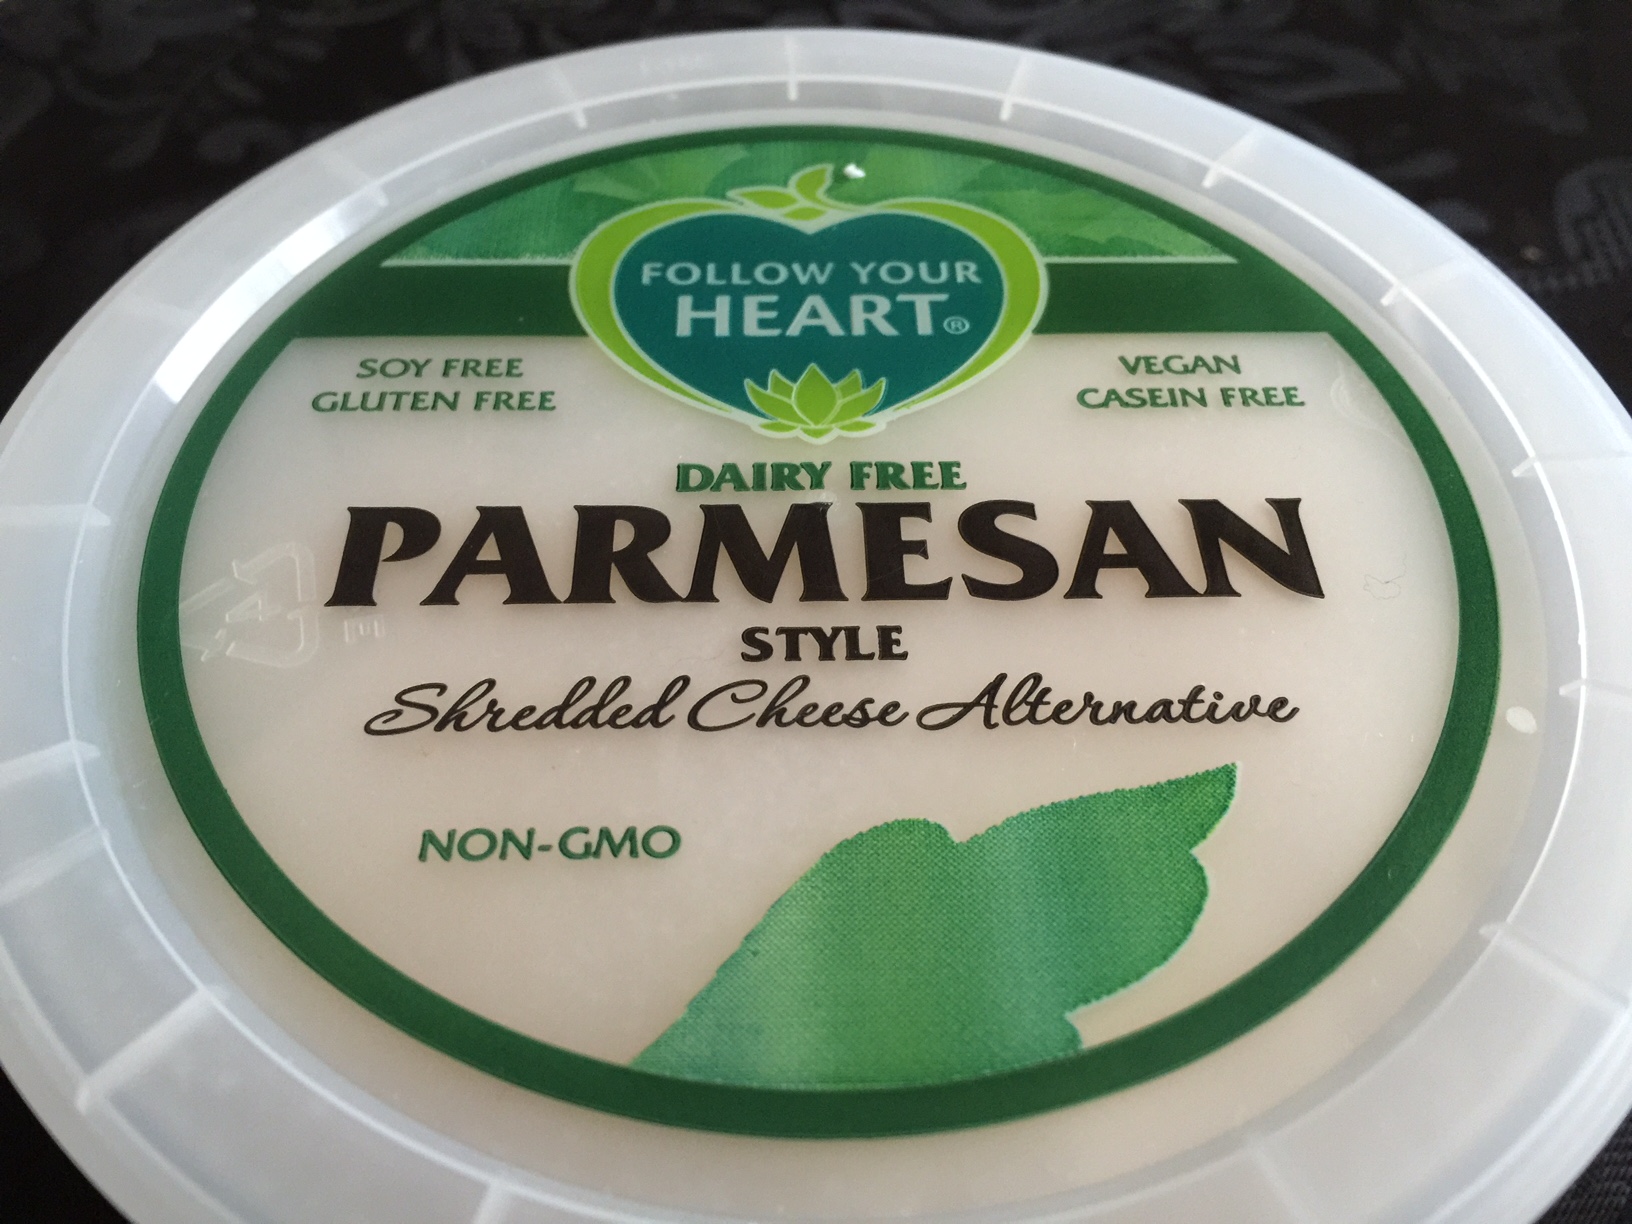 FOLLOW YOUR
HEART®
SOY FREE
GLUTEN FREE
VEGAN
CASEIN FREE
DAIRY FREE
PARMESAN
STYLE
Shredded Cheese Alternative
NON-GMO